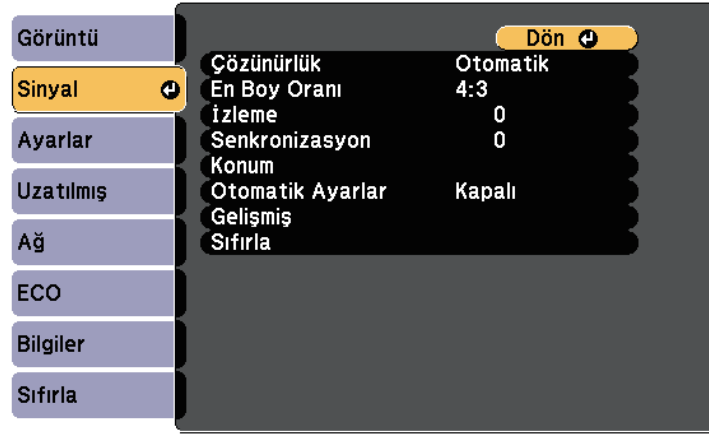 Görüntü
Sinyal
Ayarlar
Uzatılmış
Ağ
ECO
Bilgiler
Sıfırla
Dön
Çözünürlük Otomatik
En Boy Oranı 4:3
İzleme 0
Senkronizasyon 0
Konum
Otomatik Ayarlar Kapalı
Gelişmiş
Sıfırla